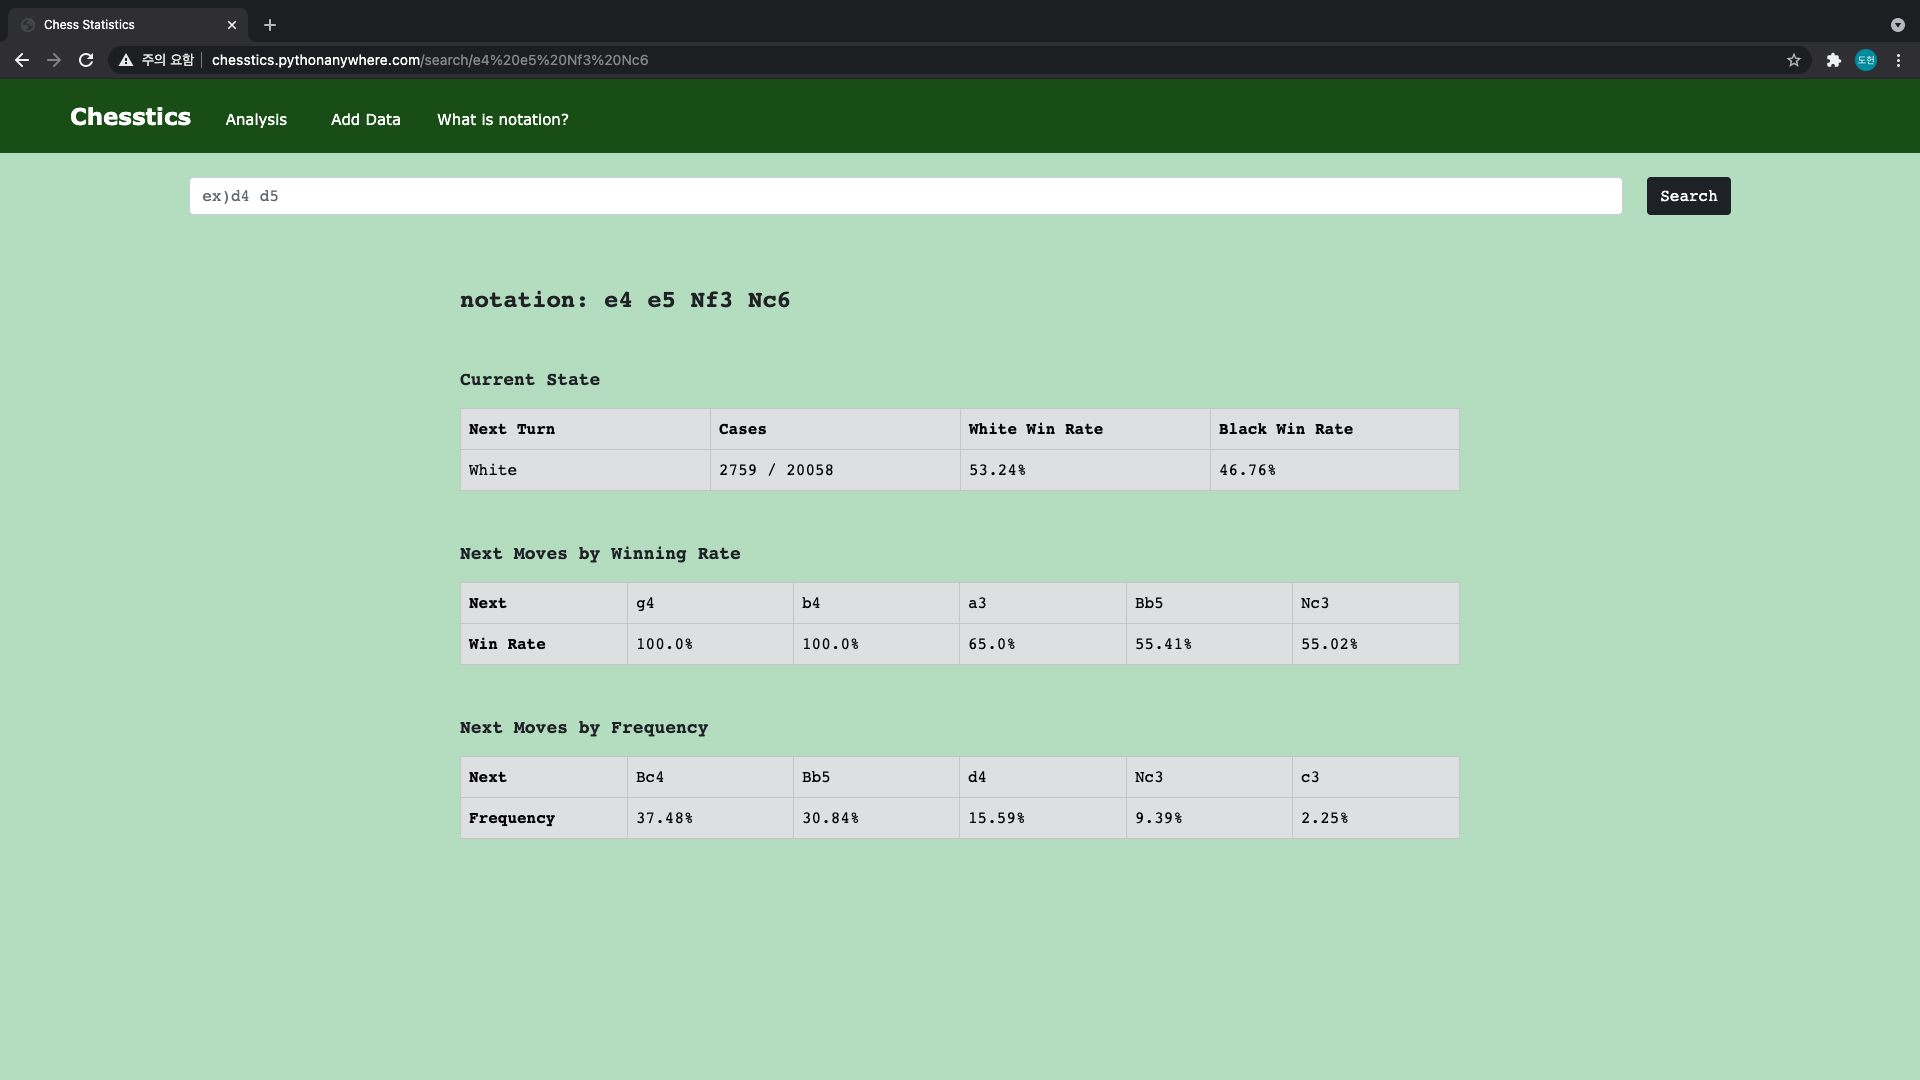 Chess Statistics
주의 요함 chesstics.pythonanywhere.com/search/e4%20e5%20Nf3%20Nc6
도헌
Chesstics Analysis Add Data What is notation?
ex)d4 d5 Search
notation: e4 e5 Nf3 Nc6
Current State
Next Turn Cases White Win Rate Black Win Rate
White 2759 / 20058 53.24% 46.76%
Next Moves by Winning Rate
Next g4 b4 a3 Bb5 Nc3
Win Rate 100.0% 100.0% 65.0% 55.41% 55.02%
Next Moves by Frequency
Next Bc4 Bb5 d4 Nc3 c3
Frequency 37.48% 30.84% 15.59% 9.39% 2.25%